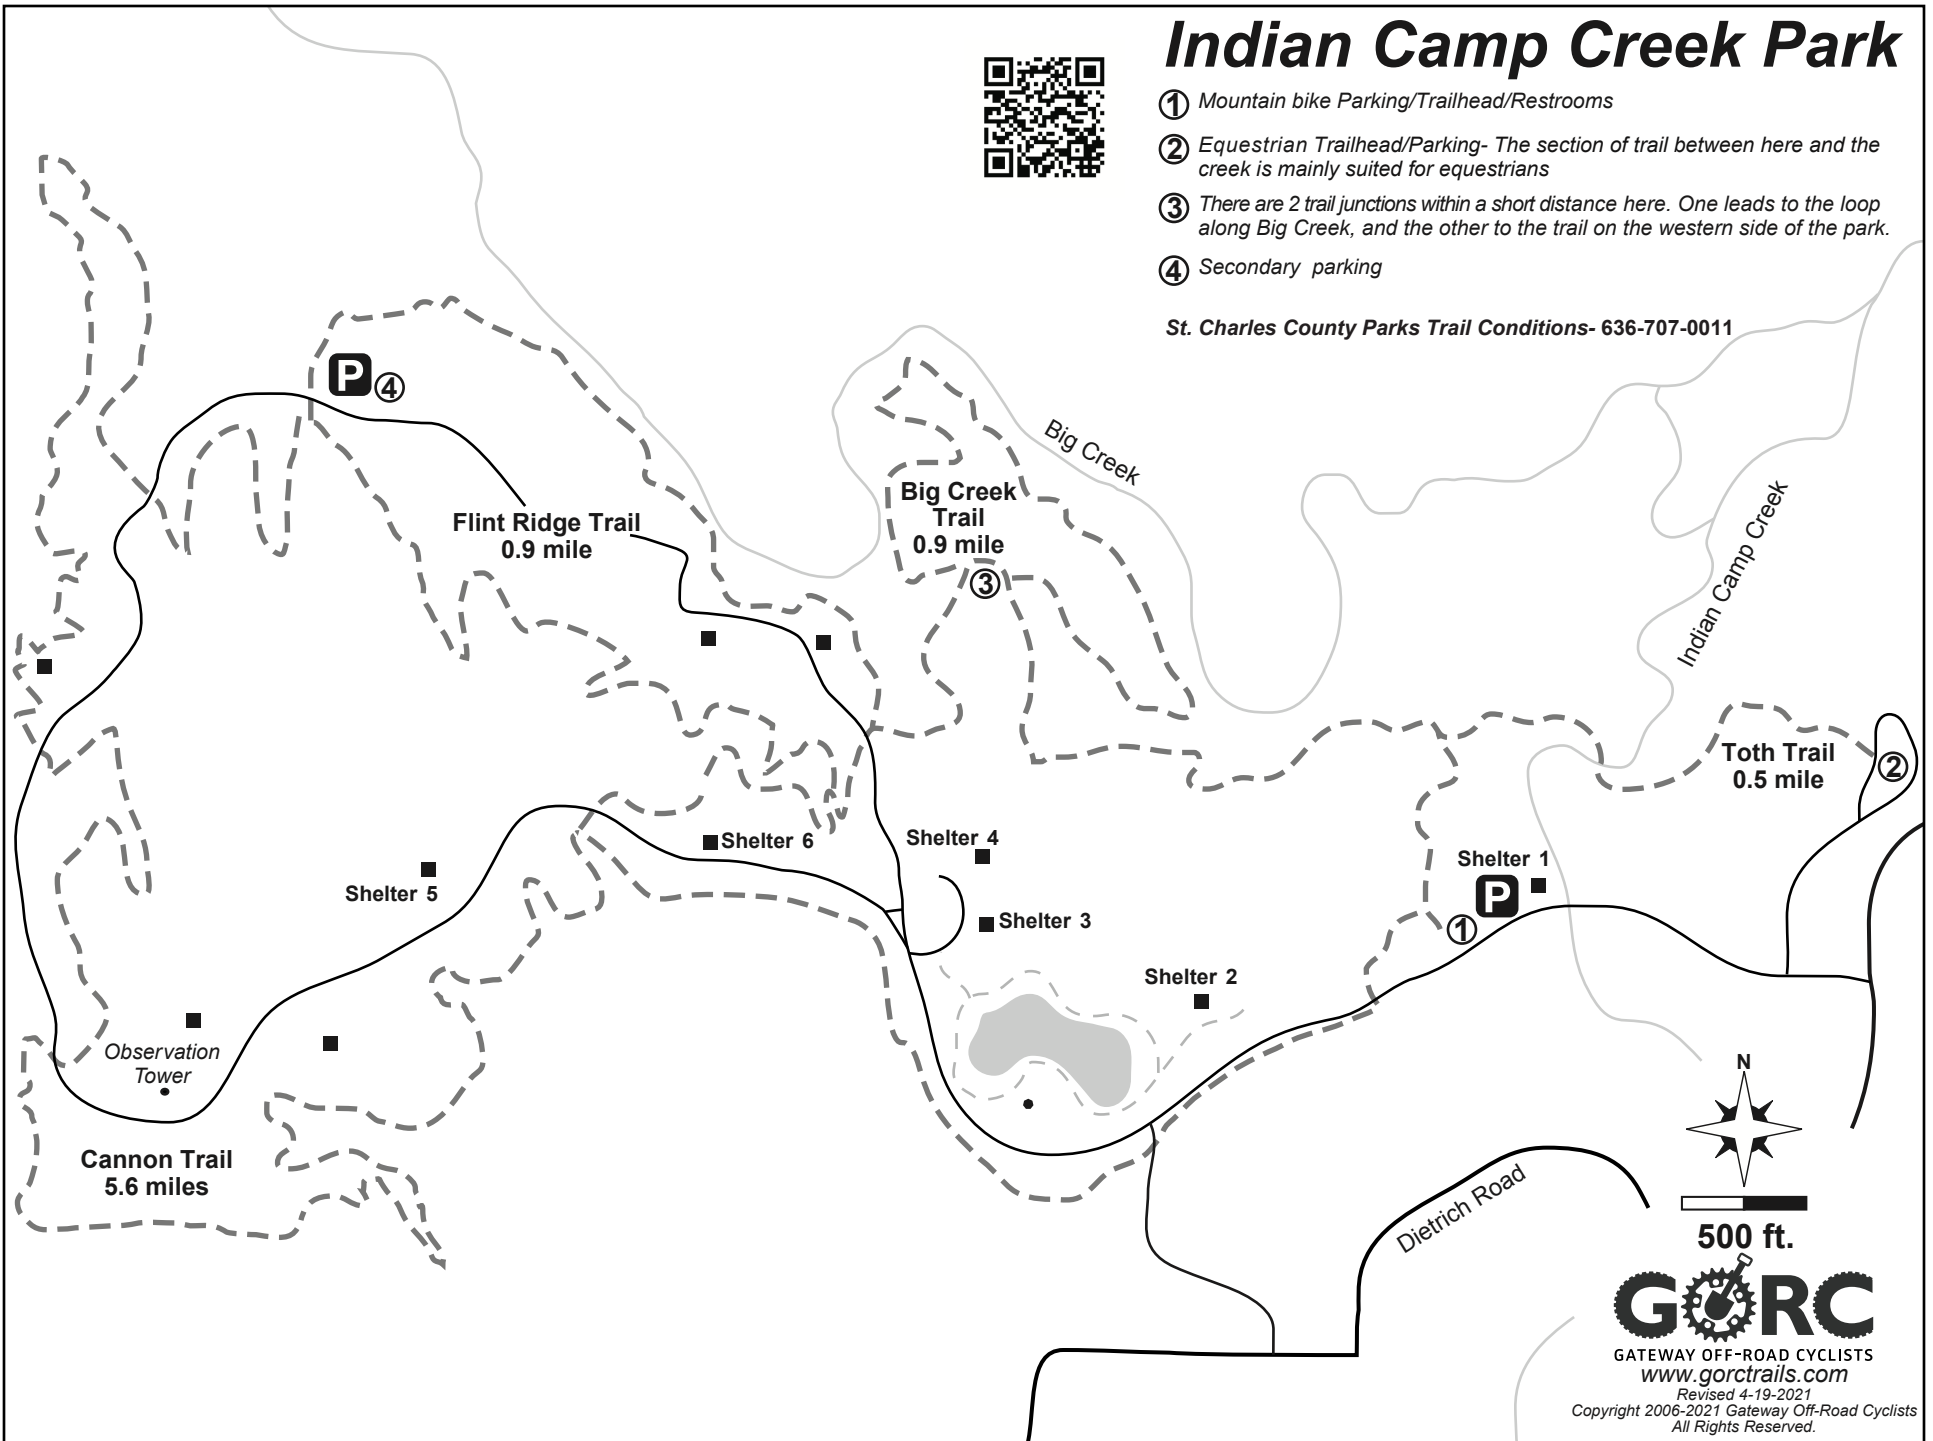 Indian Camp Creek Park
1 Mountain bike Parking/Trailhead/Restrooms
2 Equestrian Trailhead/Parking- The section of trail between here and the
creek is mainly suited for equestrians
3 There are 2 trail junctions within a short distance here. One leads to the loop
along Big Creek, and the other to the trail on the western side of the park.
4 Secondary parking
St. Charles County Parks Trail Conditions- 636-707-0011
P 4
Big Creek
Big Creek
Trail
0.9 mile
3
Flint Ridge Trail
0.9 mile
Indian Camp Creek
Toth Trail
0.5 mile
2
Shelter 6
Shelter 4
Shelter 1
P
1
Shelter 5
Shelter 3
Shelter 2
Observation
Tower
Cannon Trail
5.6 miles
Dietrich Road
N
500 ft.
GORC
GATEWAY OFF-ROAD CYCLISTS
www.gorctrails.com
Revised 4-19-2021
Copyright 2006-2021 Gateway Off-Road Cyclists
All Rights Reserved.